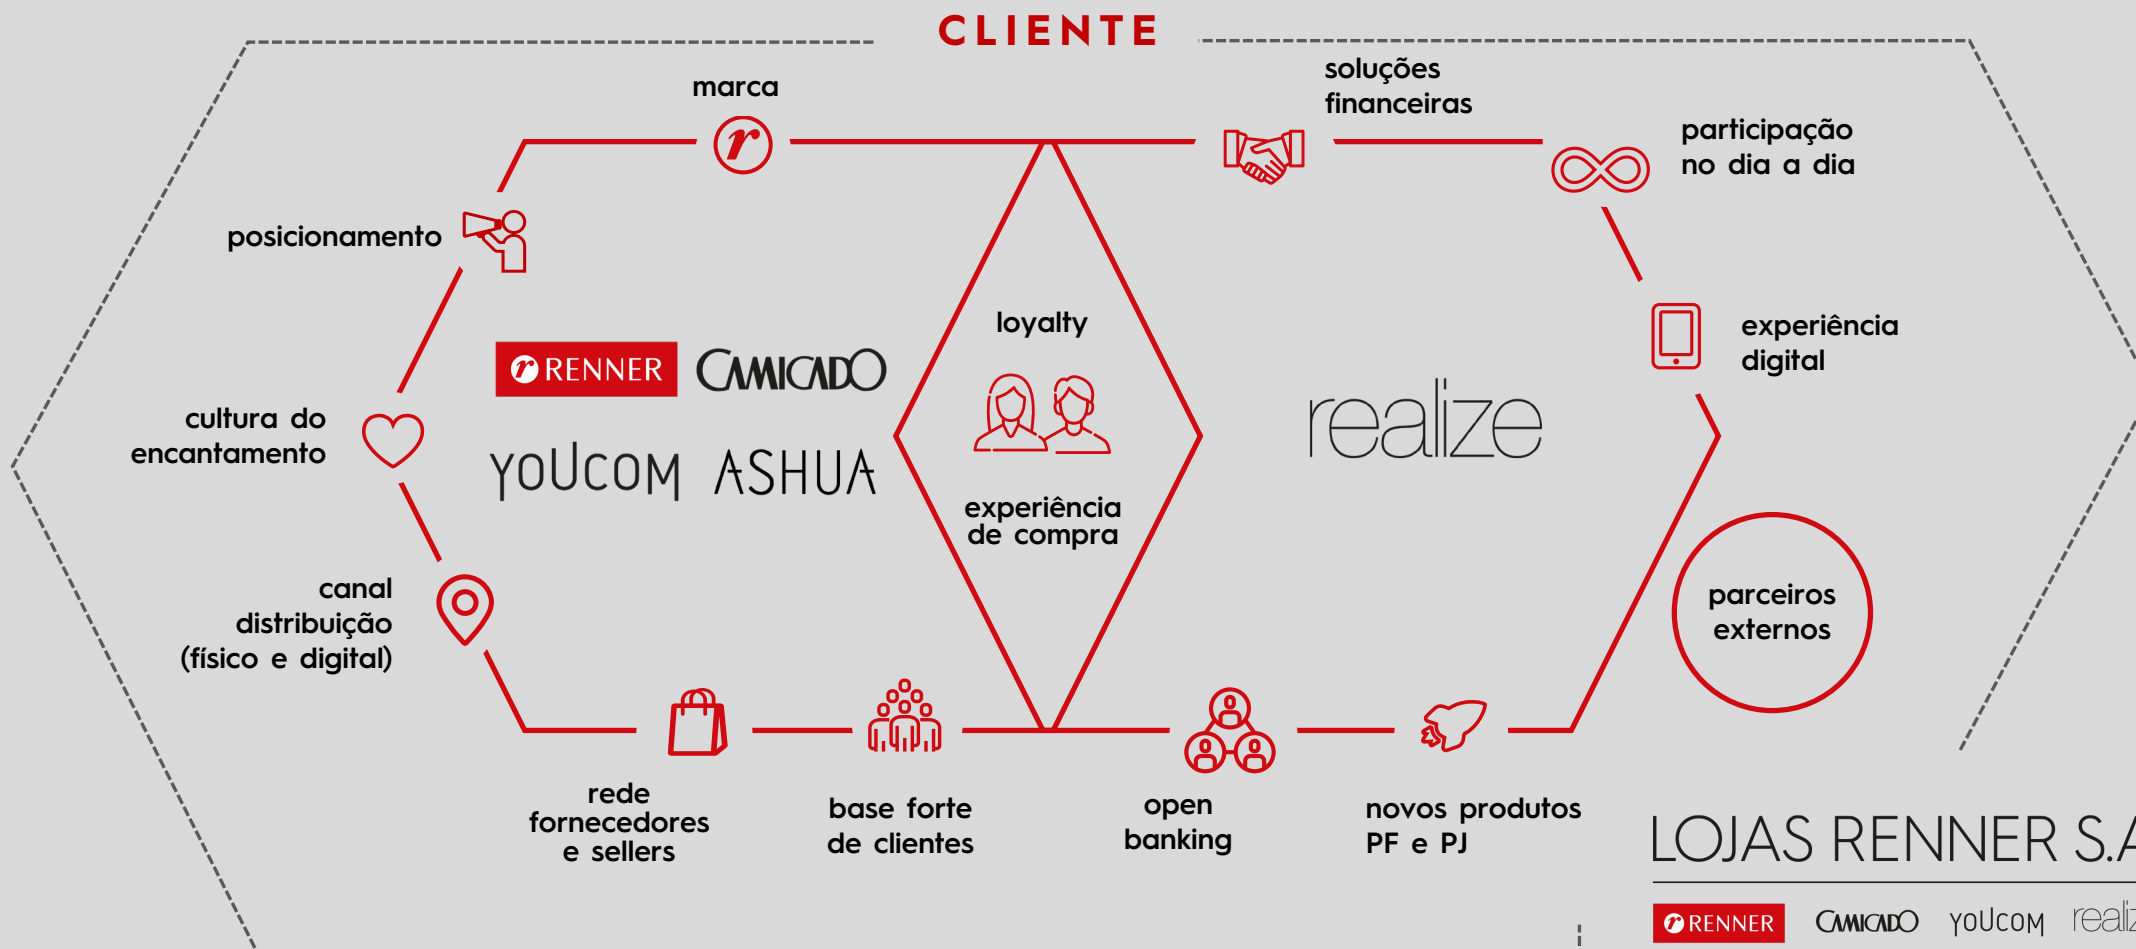 CLIENTE
marca
soluções
financeiras
participação
no dia a dia
posicionamento
cultura do
encantamento
canal
distribuição
(físico e digital)
r RENNER
CAMICADO
YOUCOM
ASHUA
loyalty
experiência
de compra
realize
experiência
digital
parceiros
externos
rede
fornecedores
e sellers
base forte
de clientes
open
banking
novos produtos
PF e PJ
LOJAS RENNER S.A
r RENNER
CAMICADO
YOUCOM
realiz